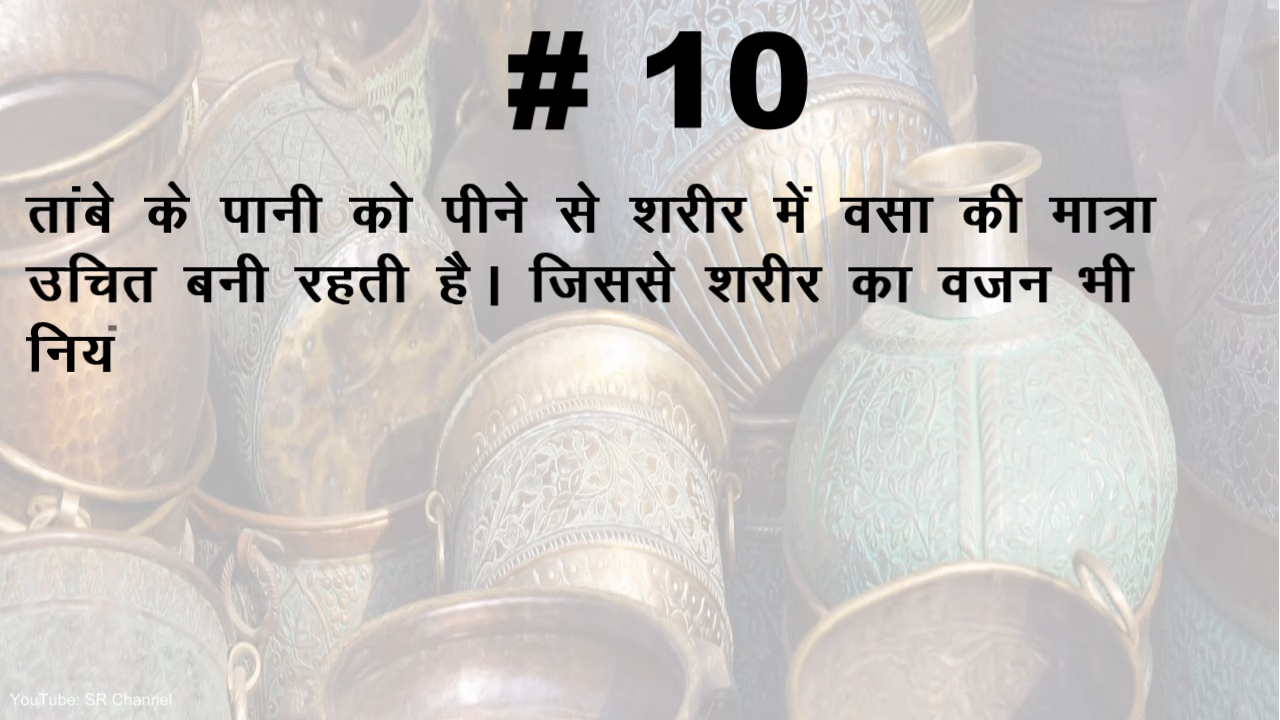 # 10
तांबे के पानी को पीने से शरीर में वसा की मात्रा
उचित बनी रहती है। जिससे शरीर का वजन भी
नियं
YouTube: SR Channel